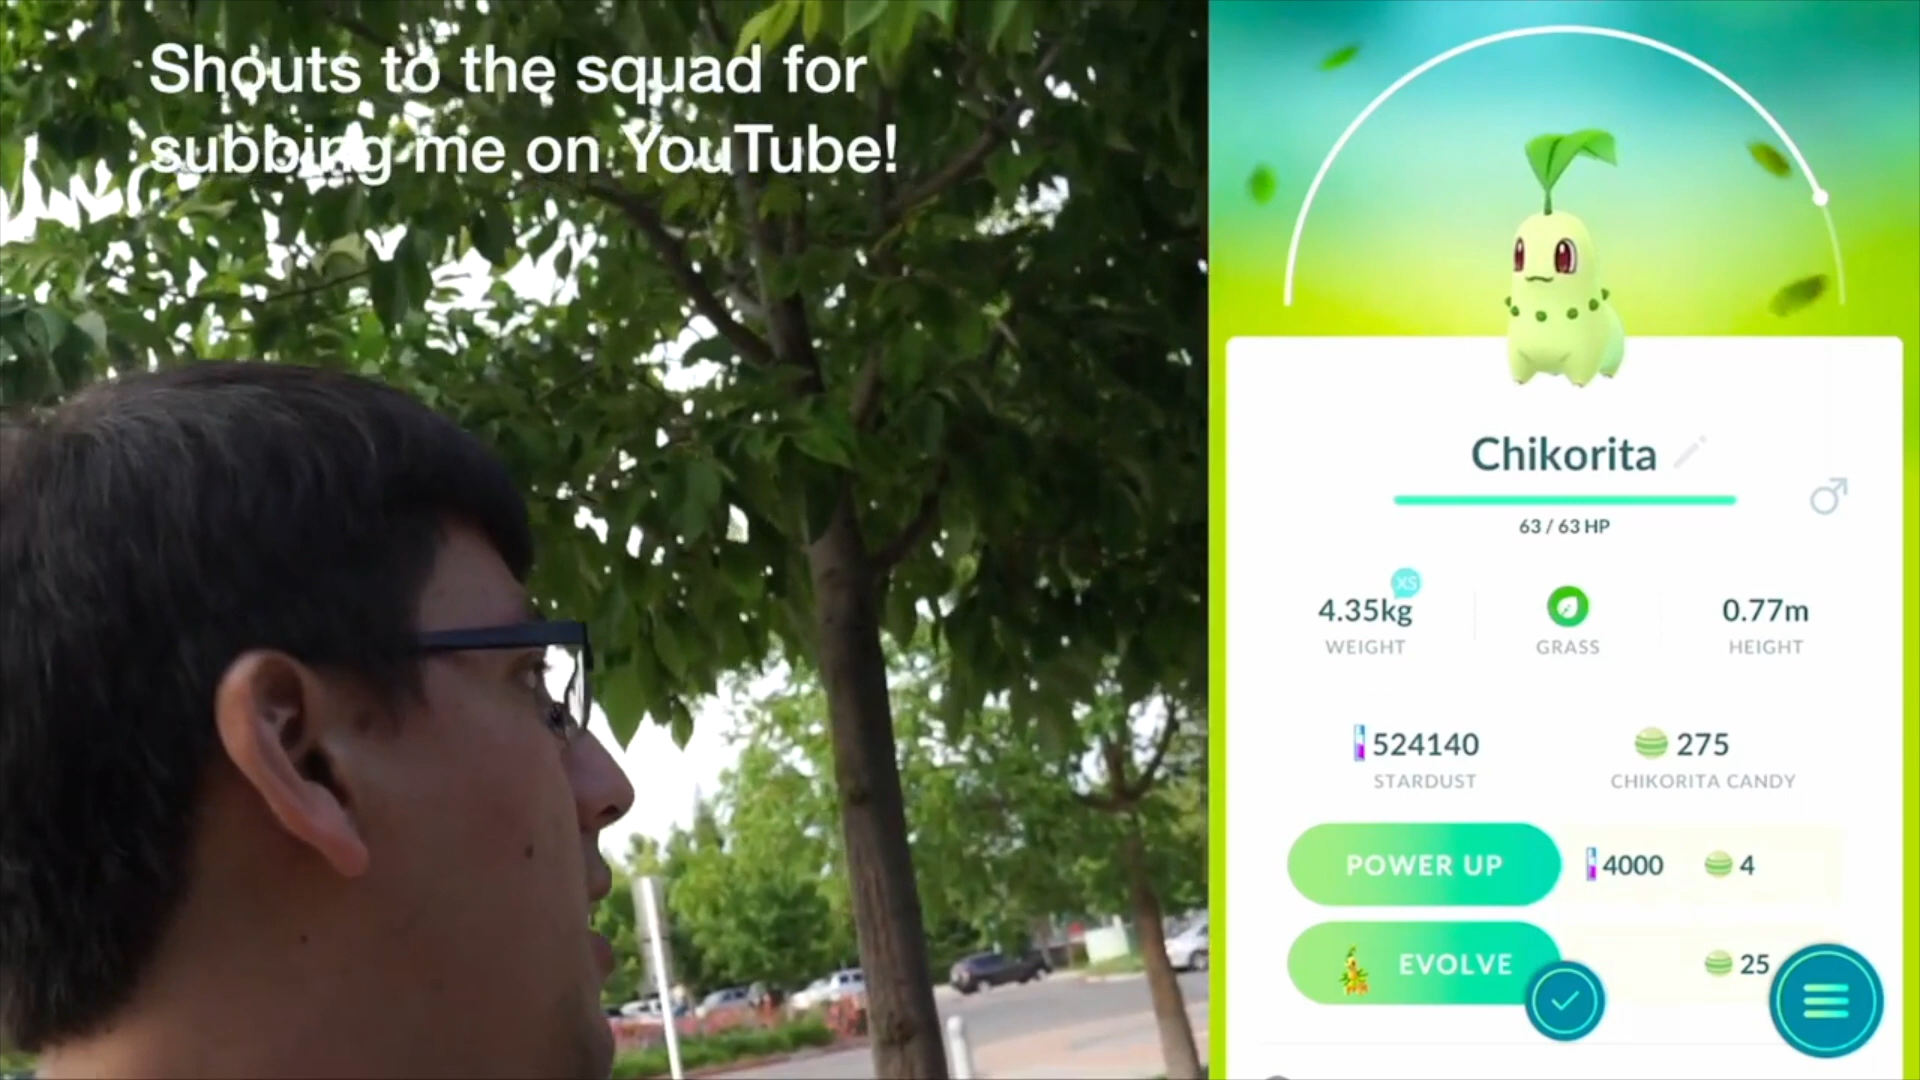 Shouts to the squad for
subbing me on YouTube!
Chikorita
63 / 63 HP
XS
4.35kg
WEIGHT
GRASS
0.77m
HEIGHT
524140
STARDUST
275
CHIKORITA CANDY
POWER UP
4000
4
EVOLVE
25